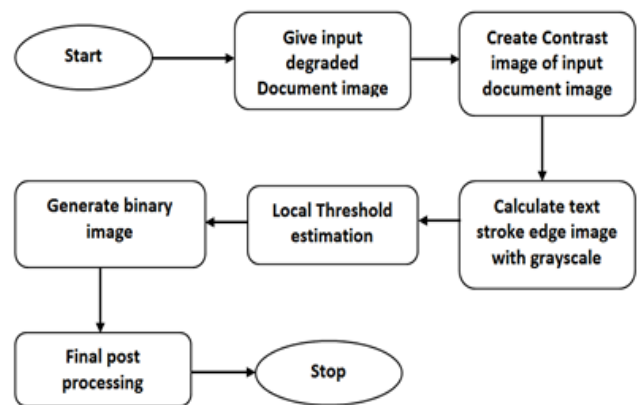 Start
Give input
degraded
Document image
Create Contrast
image of input
document image
Calculate text
stroke edge image
with grayscale
Local Threshold
estimation
Generate binary
image
Final post
processing
Stop